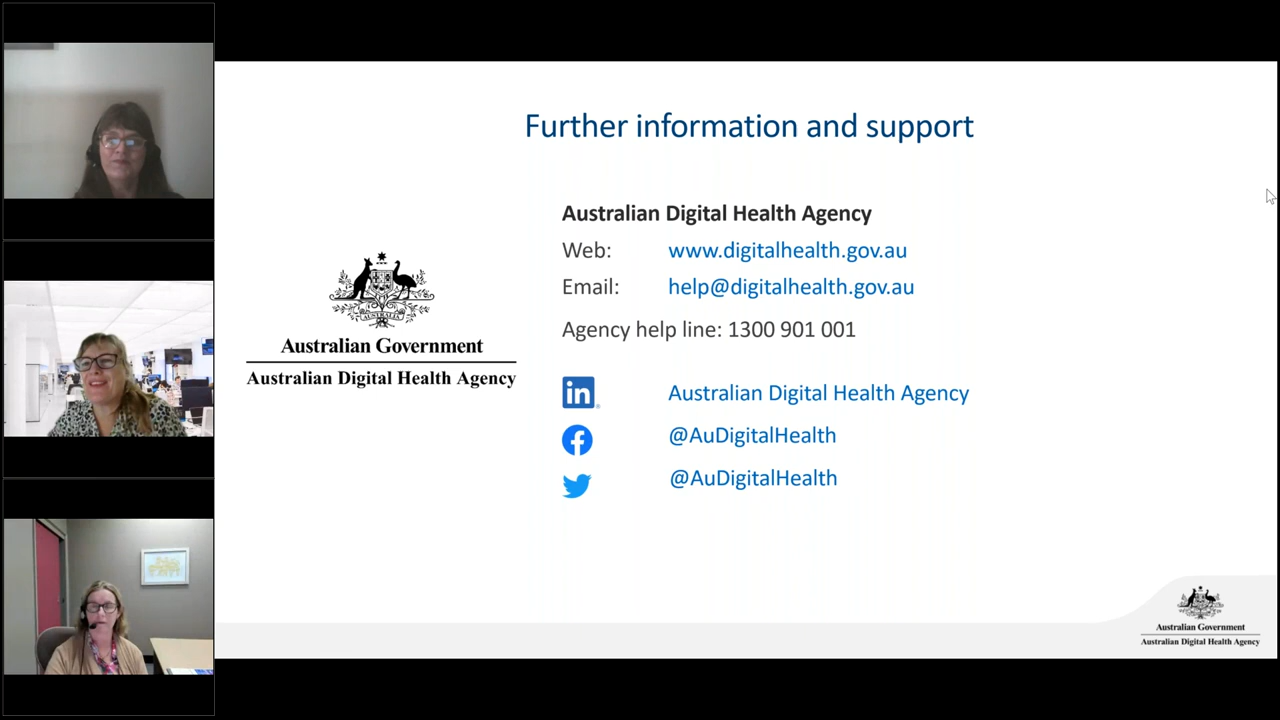 Further information and support
Australian Digital Health Agency
Web: www.digitalhealth.gov.au
Email: help@digitalhealth.gov.au
Agency help line: 1300 901 001
in Australian Digital Health Agency
@AuDigitalHealth
@AuDigitalHealth
AUSTRALIA
Australian Government
Australian Digital Health Agency
Australian Government
Australian Digital Health Agency